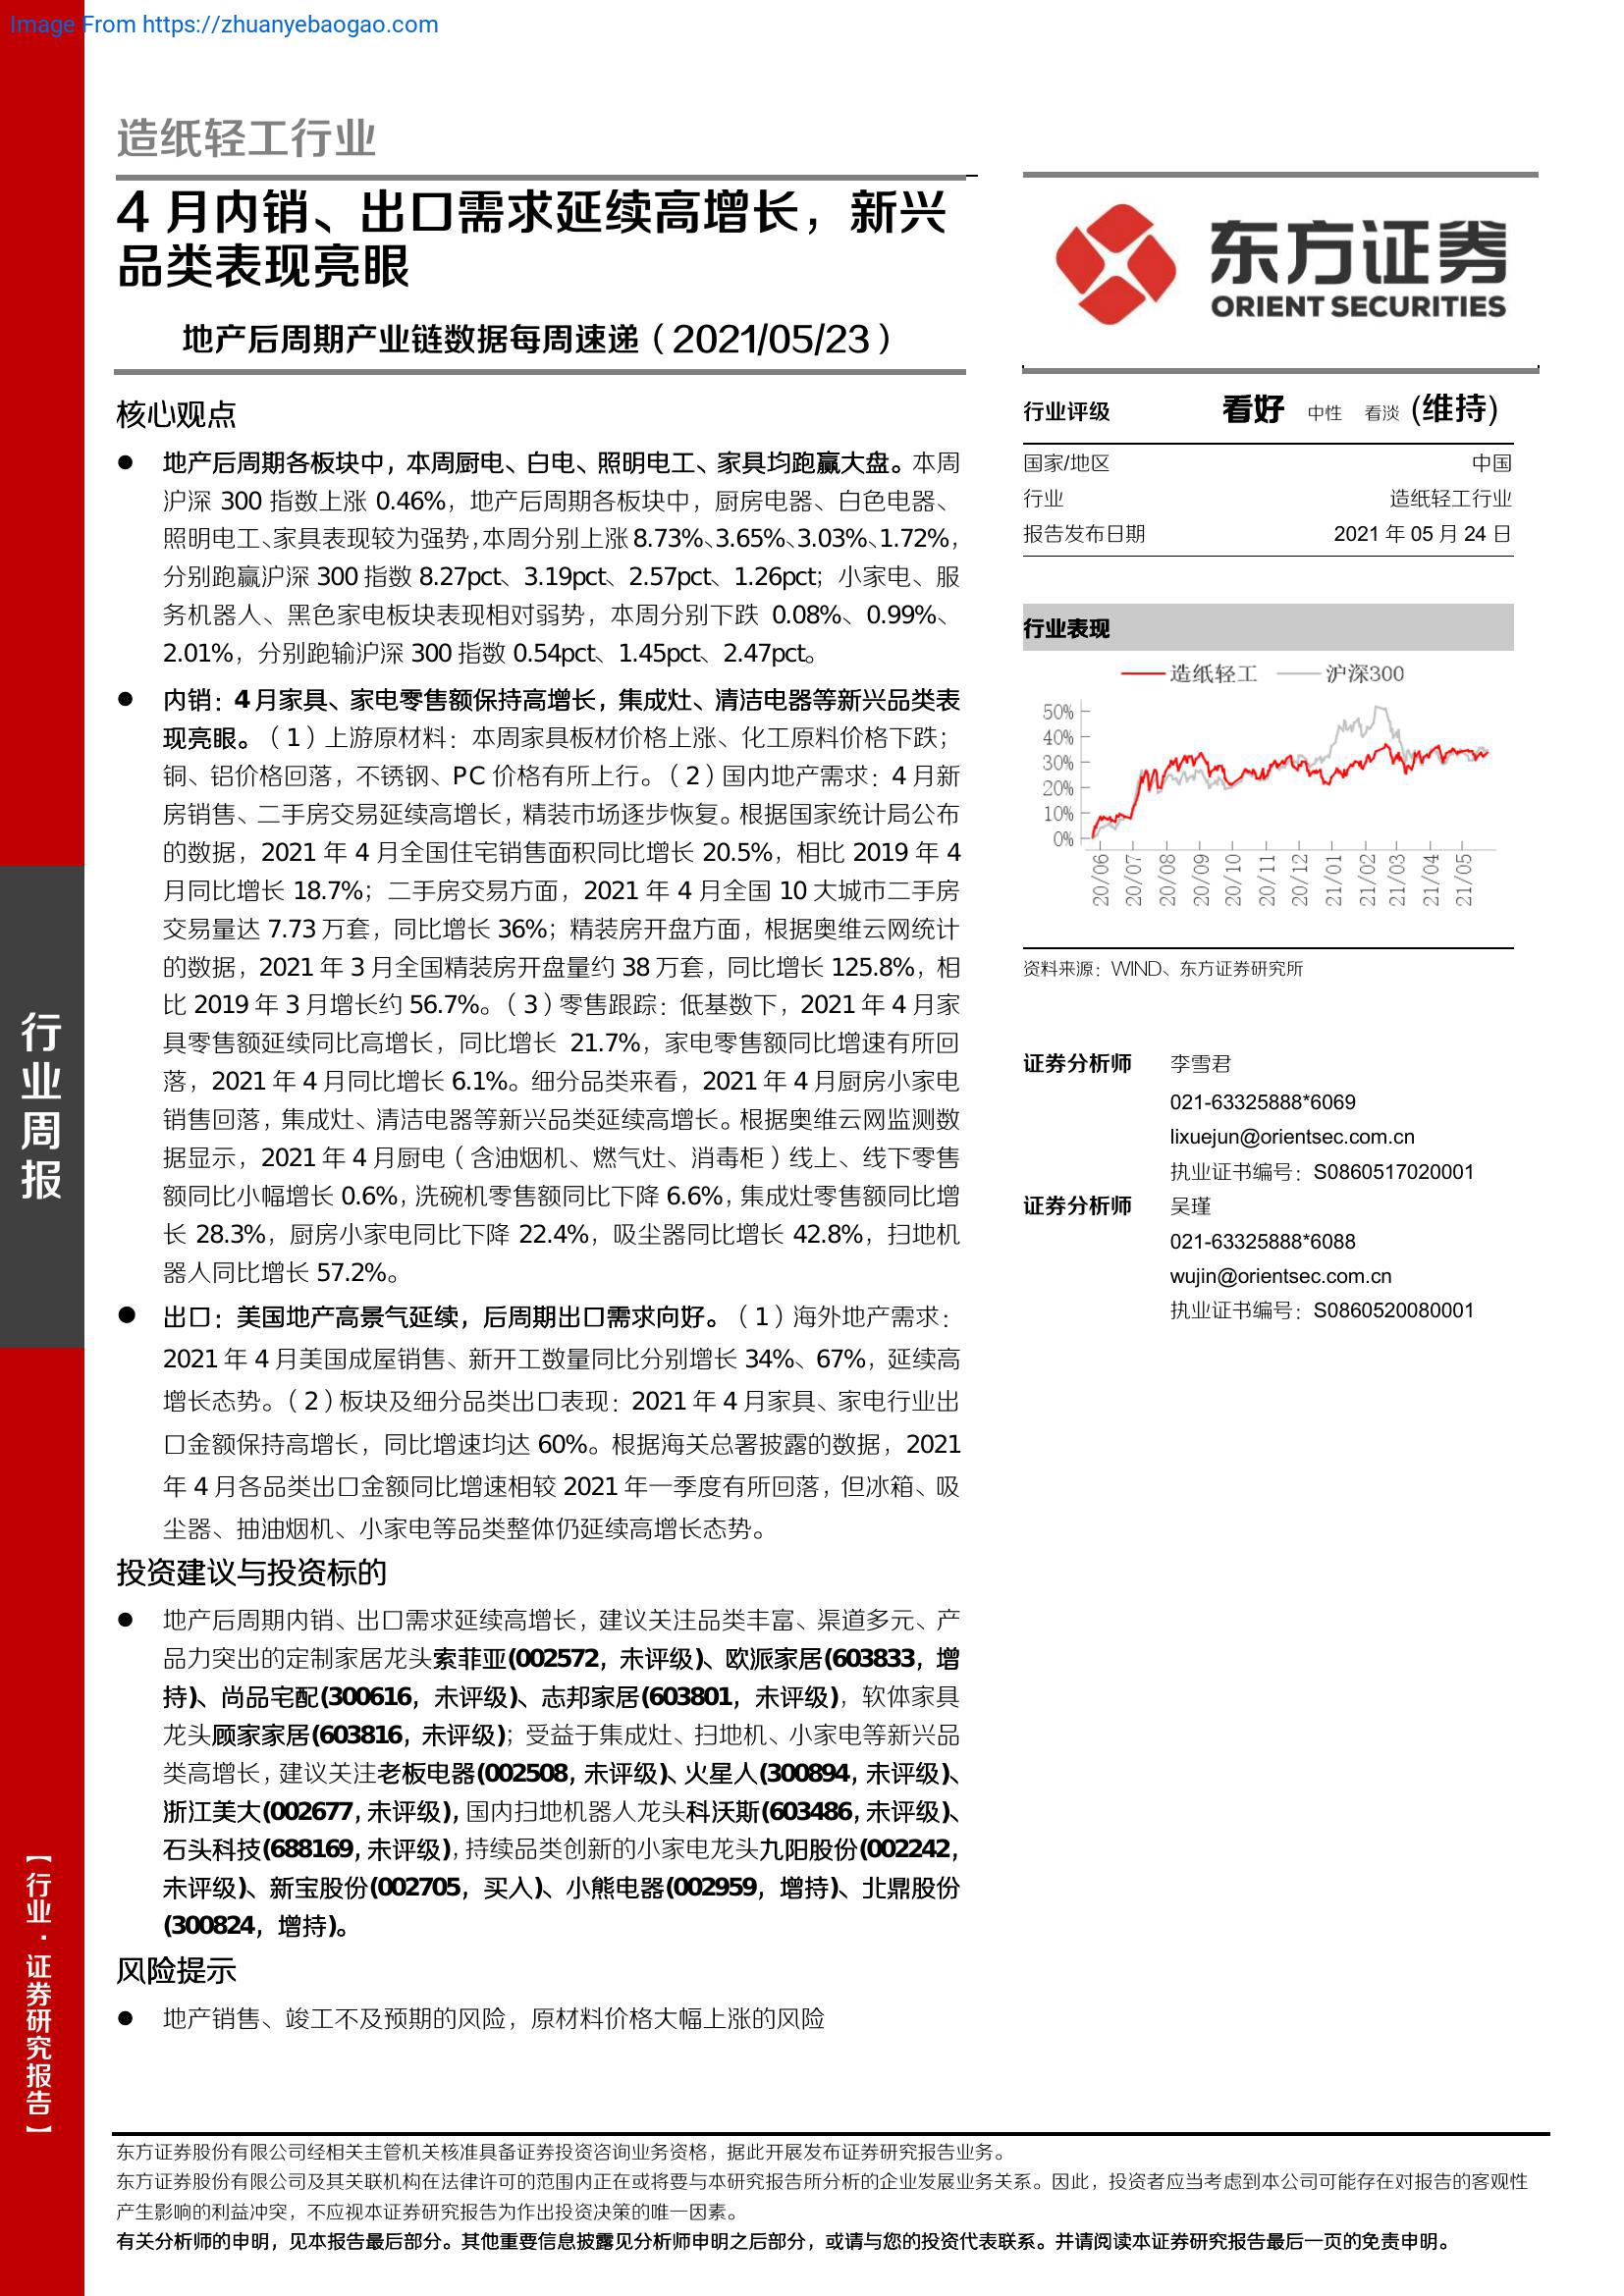 Image From https://zhuanyebaogao.com
造纸轻工行业
4 月内销、出口需求延续高增长，新兴
品类表现亮眼
地产后周期产业链数据每周速递（2021/05/23）
核心观点
● 地产后周期各板块中，本周厨电、白电、照明电工、家具均跑赢大盘。本周
沪深 300 指数上涨 0.46%，地产后周期各板块中，厨房电器、白色电器、
照明电工、家具表现较为强势，本周分别上涨 8.73%、3.65%、3.03%、1.72%，
分别跑赢沪深 300 指数 8.27pct、3.19pct、2.57pct、1.26pct；小家电、服
务机器人、黑色家电板块表现相对弱势，本周分别下跌 0.08%、0.99%、
2.01%，分别跑输沪深 300 指数 0.54pct、1.45pct、2.47pct。
● 内销：4 月家具、家电零售额保持高增长，集成灶、清洁电器等新兴品类表
现亮眼。（1）上游原材料：本周家具板材价格上涨、化工原料价格下跌；
铜、铝价格回落，不锈钢、PC 价格有所上行。（2）国内地产需求：4 月新
房销售、二手房交易延续高增长，精装市场逐步恢复。根据国家统计局公布
的数据，2021 年 4 月全国住宅销售面积同比增长 20.5%，相比 2019 年 4
月同比增长 18.7%；二手房交易方面，2021 年 4 月全国 10 大城市二手房
交易量达 7.73 万套，同比增长 36%；精装房开盘方面，根据奥维云网统计
的数据，2021 年 3 月全国精装房开盘量约 38 万套，同比增长 125.8%，相
比 2019 年 3 月增长约 56.7%。（3）零售跟踪：低基数下，2021 年 4 月家
具零售额延续同比高增长，同比增长 21.7%，家电零售额同比增速有所回
落，2021 年 4 月同比增长 6.1%。细分品类来看，2021 年 4 月厨房小家电
销售回落，集成灶、清洁电器等新兴品类延续高增长。根据奥维云网监测数
据显示，2021 年 4 月厨电（含油烟机、燃气灶、消毒柜）线上、线下零售
额同比小幅增长 0.6%，洗碗机零售额同比下降 6.6%，集成灶零售额同比增
长 28.3%，厨房小家电同比下降 22.4%，吸尘器同比增长 42.8%，扫地机
器人同比增长 57.2%。
● 出口：美国地产高景气延续，后周期出口需求向好。（1）海外地产需求：
2021 年 4 月美国成屋销售、新开工数量同比分别增长 34%、67%，延续高
增长态势。（2）板块及细分品类出口表现：2021 年 4 月家具、家电行业出
口金额保持高增长，同比增速均达 60%。根据海关总署披露的数据，2021
年 4 月各品类出口金额同比增速相较 2021 年一季度有所回落，但冰箱、吸
尘器、抽油烟机、小家电等品类整体仍延续高增长态势。
投资建议与投资标的
● 地产后周期内销、出口需求延续高增长，建议关注品类丰富、渠道多元、产
品力突出的定制家居龙头索菲亚(002572，未评级)、欧派家居(603833，增
持)、尚品宅配(300616，未评级)、志邦家居(603801，未评级)，软体家具
龙头顾家家居(603816，未评级)；受益于集成灶、扫地机、小家电等新兴品
类高增长，建议关注老板电器(002508，未评级)、火星人(300894，未评级)、
浙江美大(002677，未评级)，国内扫地机器人龙头科沃斯(603486，未评级)、
石头科技(688169，未评级)，持续品类创新的小家电龙头九阳股份(002242，
未评级)、新宝股份(002705，买入)、小熊电器(002959，增持)、北鼎股份
(300824，增持)。
风险提示
● 地产销售、竣工不及预期的风险，原材料价格大幅上涨的风险
东方证券
ORIENT SECURITIES
行业评级 看好 中性 看淡 (维持)
国家/地区 中国
行业 造纸轻工行业
报告发布日期 2021 年 05 月 24 日
行业表现
造纸轻工 沪深300
50%
40%
30%
20%
10%
0%
20/06 20/07 20/08 20/09 20/10 20/11 20/12 21/01 21/02 21/03 21/04 21/05
资料来源：WIND、东方证券研究所
证券分析师 李雪君
021-63325888*6069
lixuejun@orientsec.com.cn
执业证书编号：S0860517020001
证券分析师 吴瑾
021-63325888*6088
wujin@orientsec.com.cn
执业证书编号：S0860520080001
行业周报
【行业·证券研究报告】
东方证券股份有限公司经相关主管机关核准具备证券投资咨询业务资格，据此开展发布证券研究报告业务。
东方证券股份有限公司及其关联机构在法律许可的范围内正在或将要与本研究报告所分析的企业发展业务关系。因此，投资者应当考虑到本公司可能存在对报告的客观性
产生影响的利益冲突，不应视本证券研究报告为作出投资决策的唯一因素。
有关分析师的申明，见本报告最后部分。其他重要信息披露见分析师申明之后部分，或请与您的投资代表联系。并请阅读本证券研究报告最后一页的免责申明。